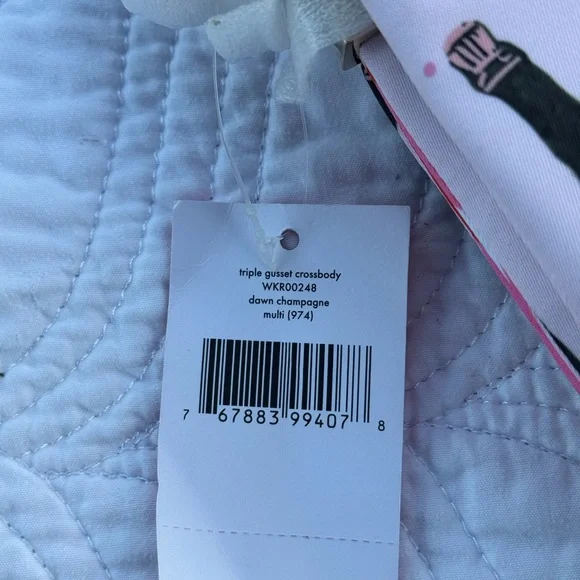 triple gusset crossbody
WKR00248
dawn champagne
multi (974)
7 67883 99407 8